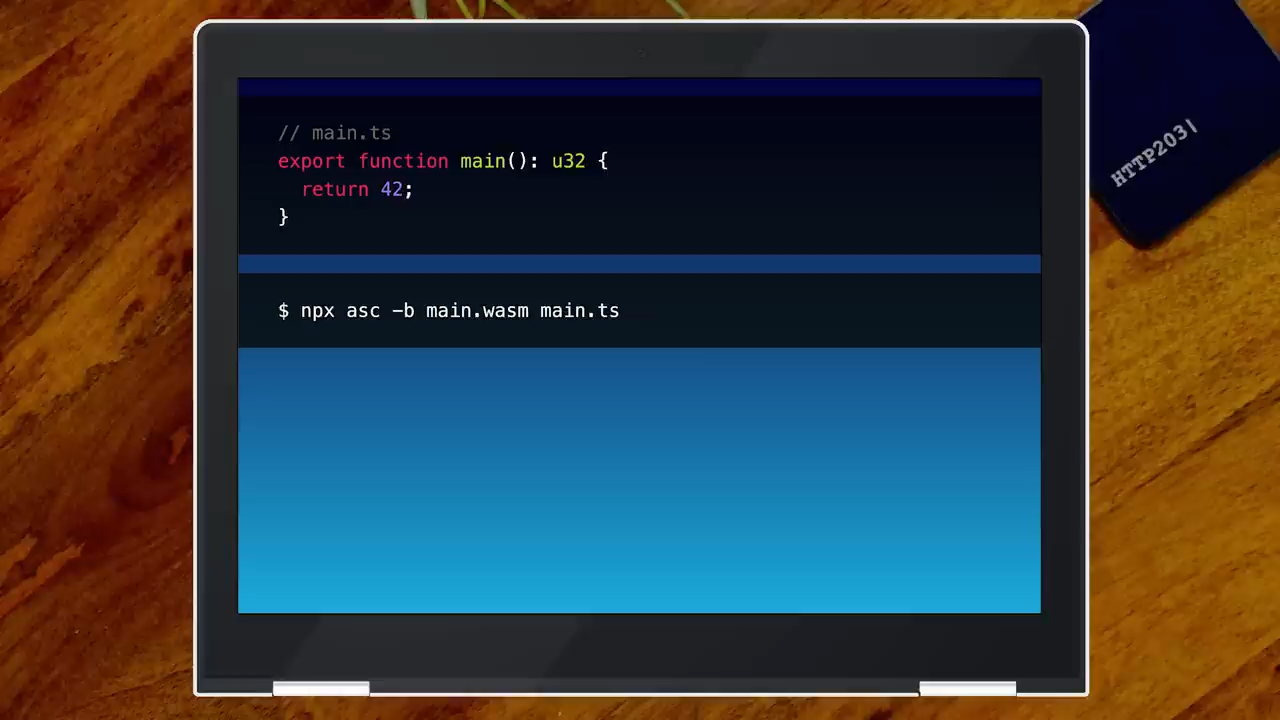 // main.ts
export function main(): u32 {
  return 42;
}
$ npx asc -b main.wasm main.ts
HTTP203|